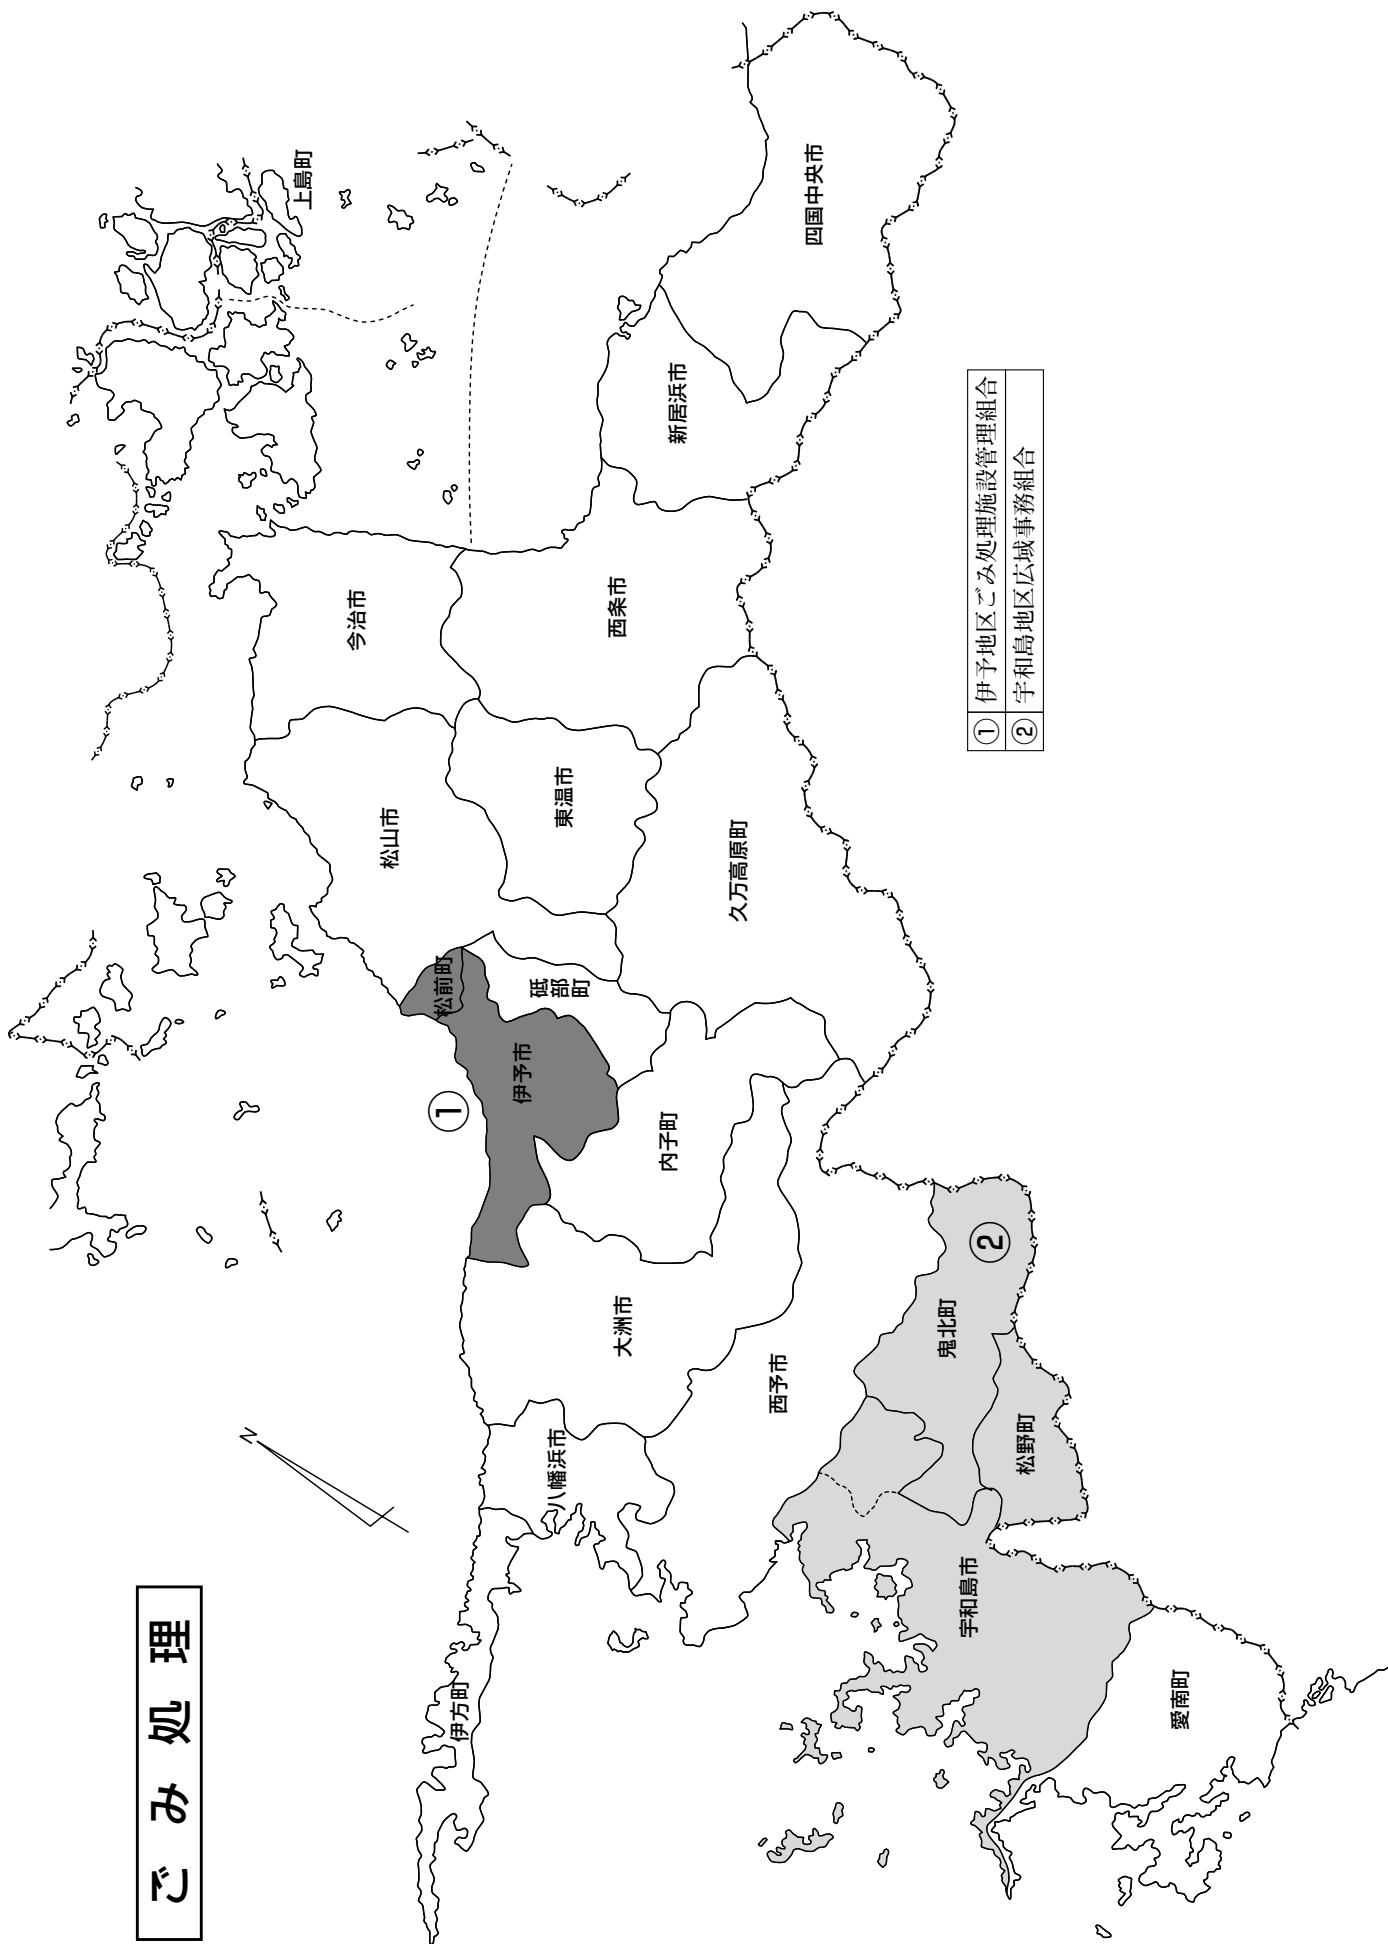 ごみ処理
上島町
四国中央市
新居浜市
西条市
今治市
東温市
松山市
久万高原町
松前町
砥部町
伊予市
①
内子町
大洲市
西予市
八幡浜市
伊方町
②
鬼北町
松野町
宇和島市
愛南町
N
① 伊予地区ごみ処理施設管理組合
② 宇和島地区広域事務組合